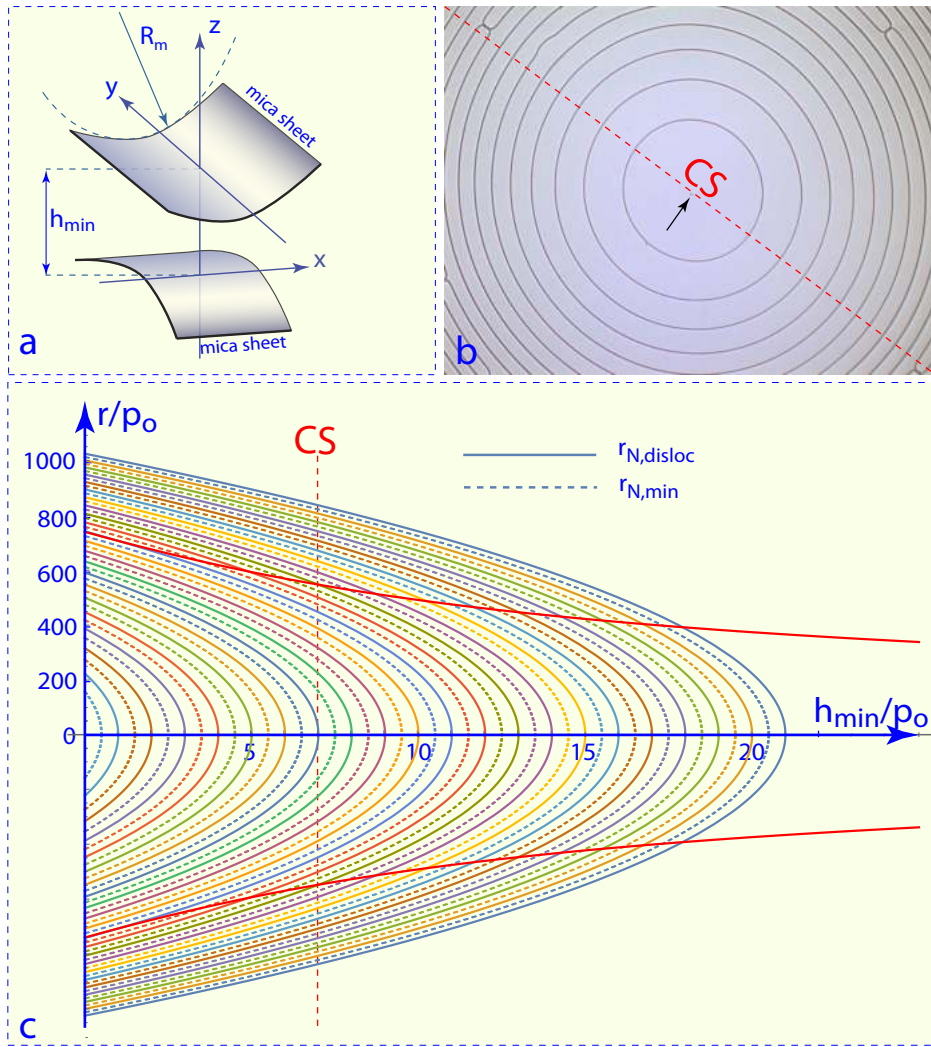 R_m
z
y
mica sheet
h_min
x
mica sheet
a
CS
b
r/p_o
CS
r_N,disloc
r_N,min
1000
800
600
400
200
0
5
10
15
20
h_min/p_o
c